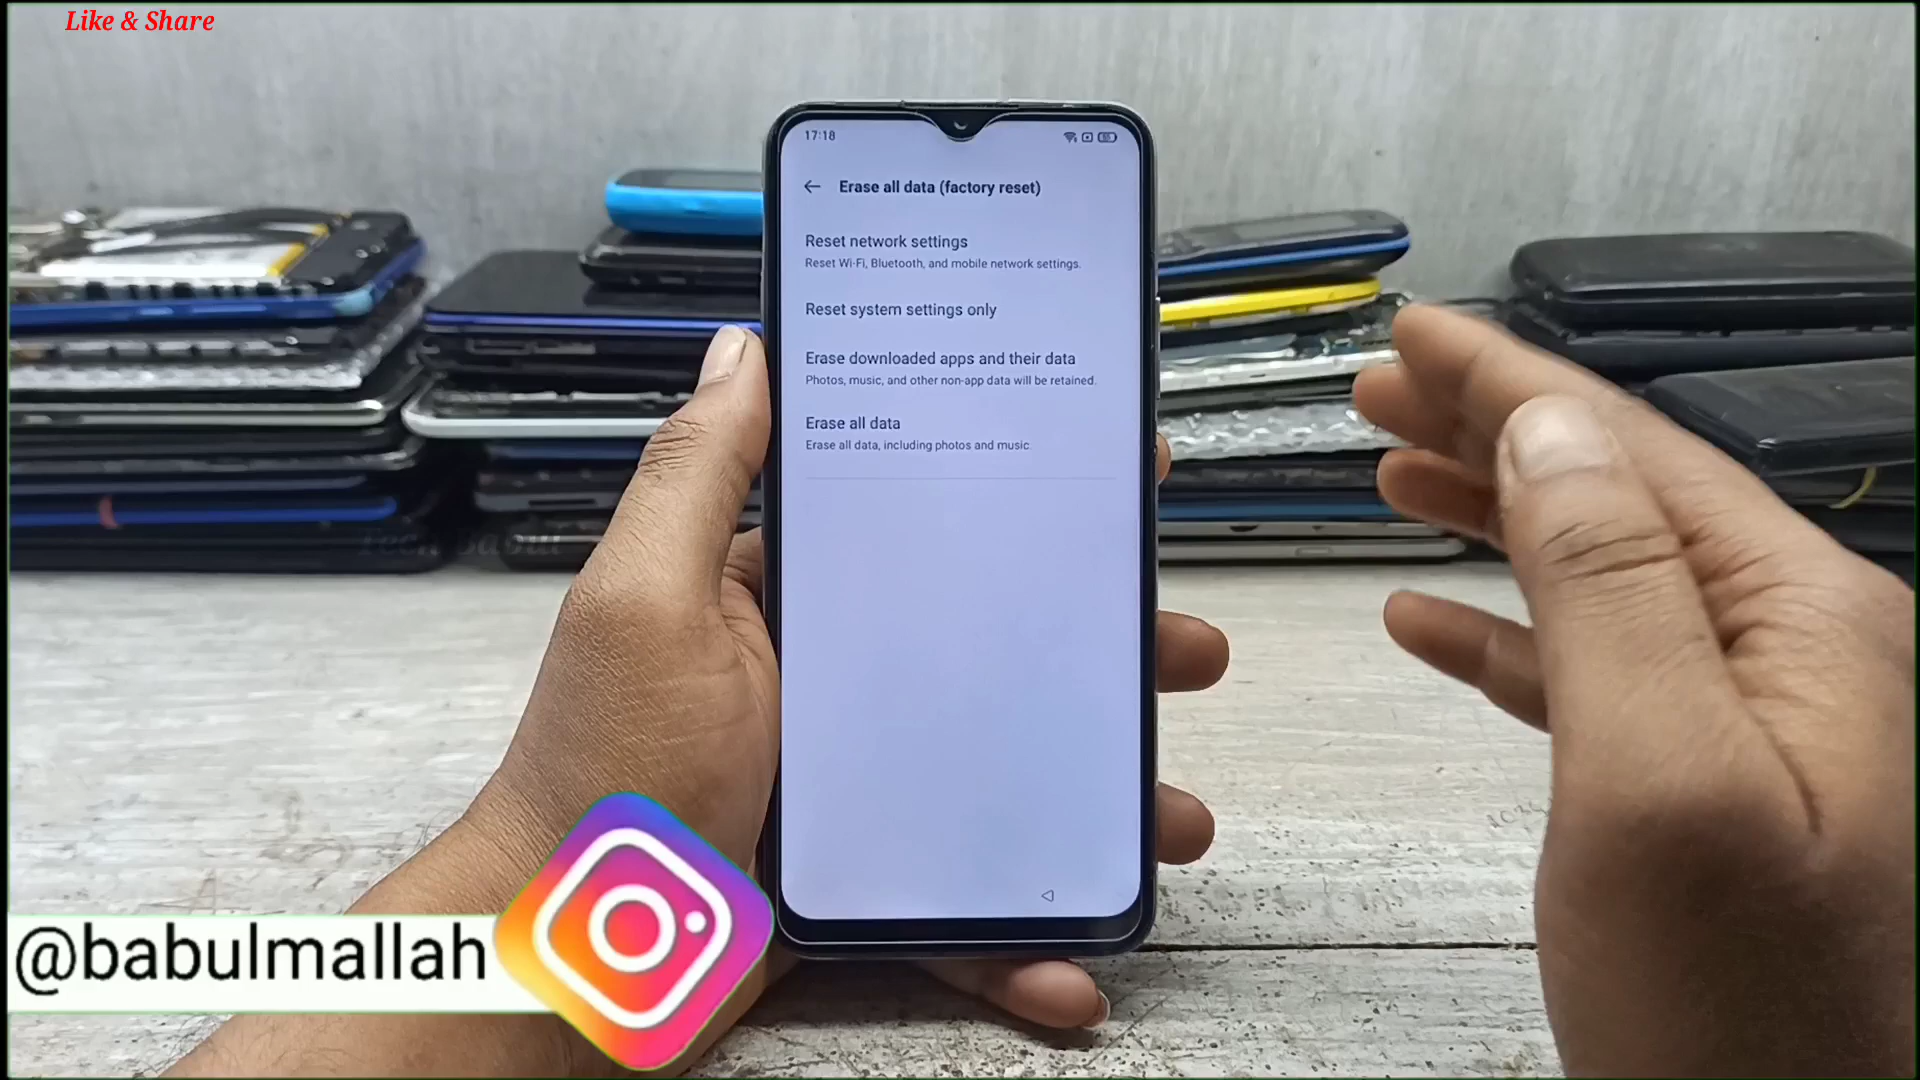 Like & Share
17:18
Erase all data (factory reset)
Reset network settings
Reset Wi-Fi, Bluetooth, and mobile network settings.
Reset system settings only
Erase downloaded apps and their data
Photos, music, and other non-app data will be retained.
Erase all data
Erase all data, including photos and music.
Tech Babul
@babulmallah